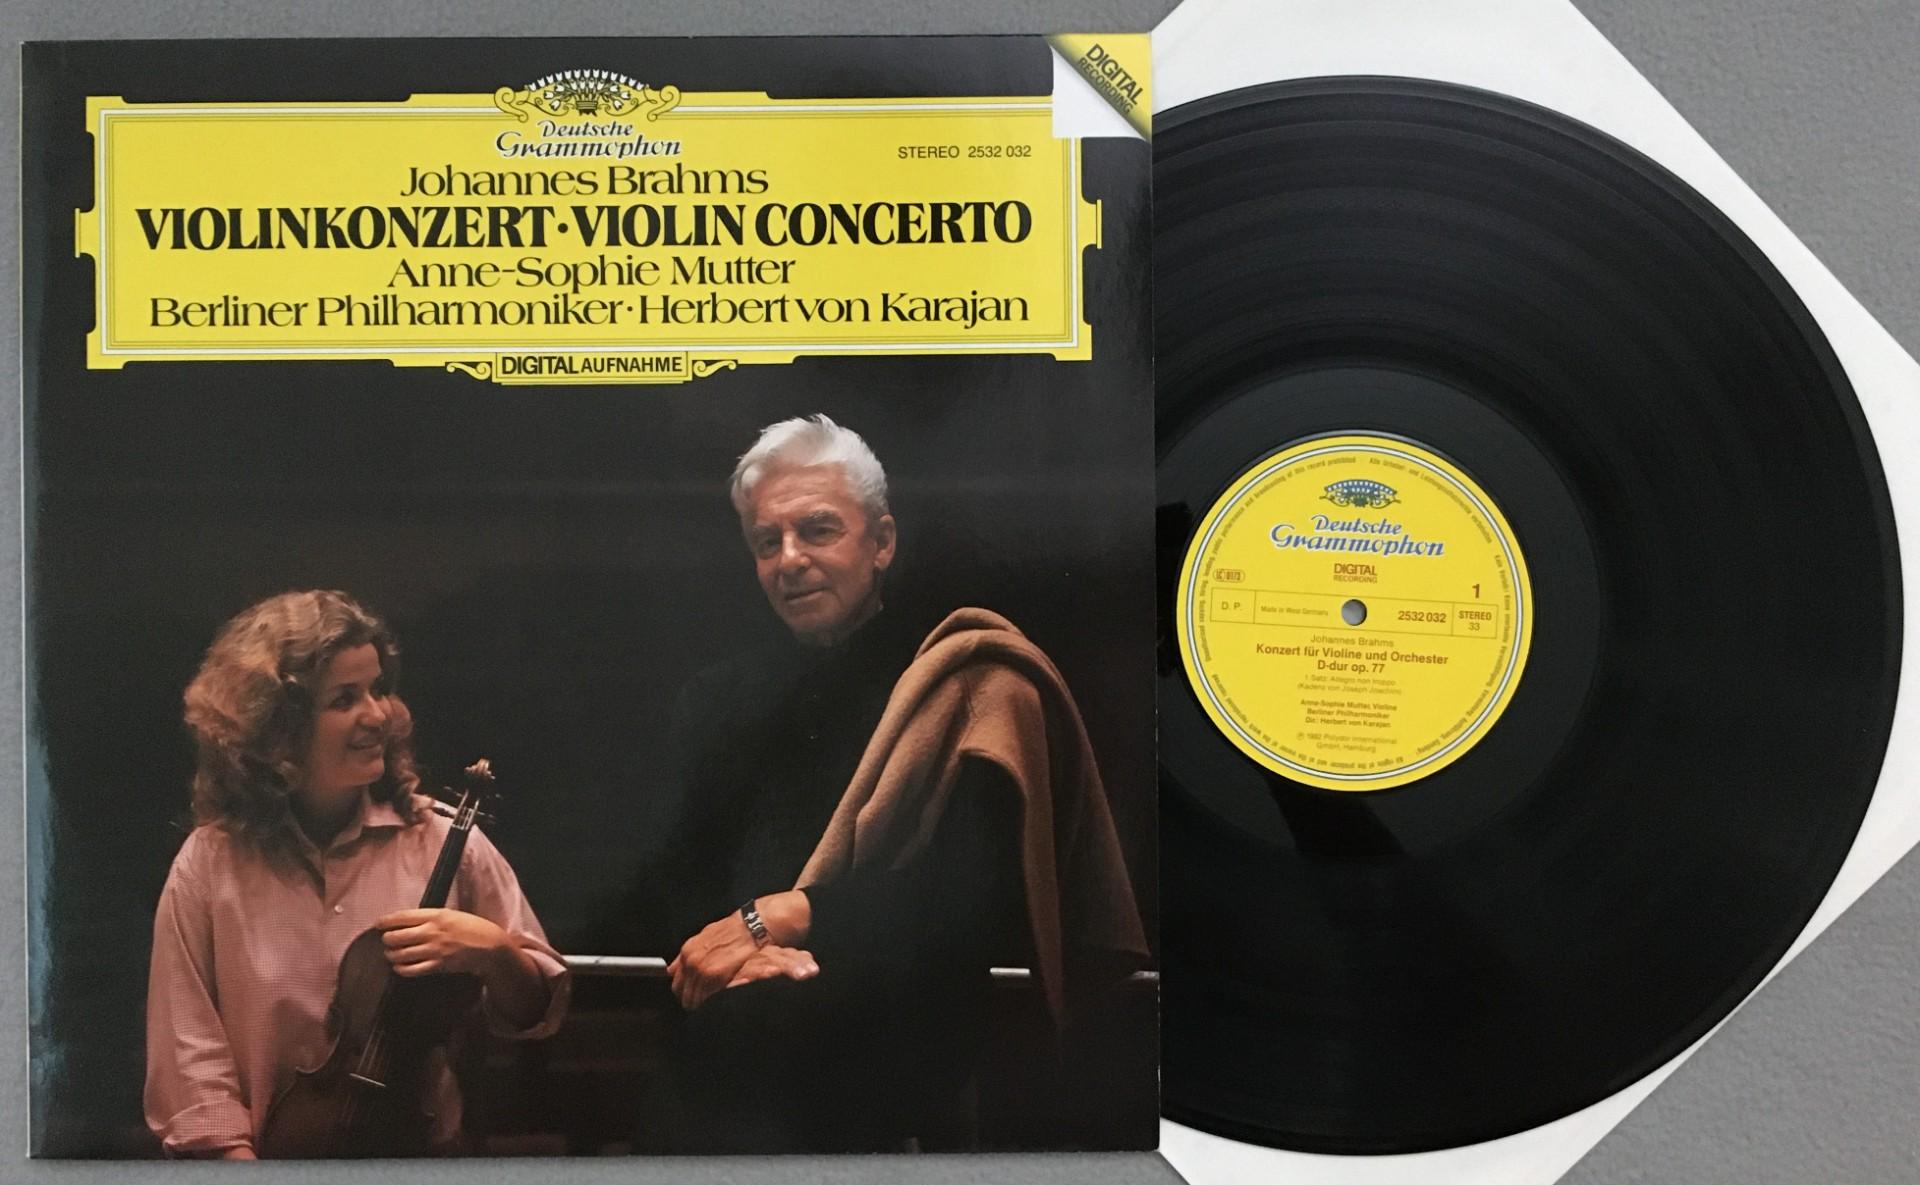 DIGITAL
RECORDING
Deutsche
Grammophon
STEREO 2532 032
Johannes Brahms
VIOLINKONZERT·VIOLIN CONCERTO
Anne-Sophie Mutter
Berliner Philharmoniker·Herbert von Karajan
DIGITAL AUFNAHME
Deutsche
Grammophon
DIGITAL
RECORDING
LC 0173
1
D. P.
Made in West Germany
2532 032
STEREO
33
Johannes Brahms
Konzert für Violine und Orchester
D-dur op. 77
1. Satz: Allegro non troppo
(Kadenz von Joseph Joachim)
Anne-Sophie Mutter, Violine
Berliner Philharmoniker
Dir.: Herbert von Karajan
℗ 1982 Polydor International
GmbH, Hamburg